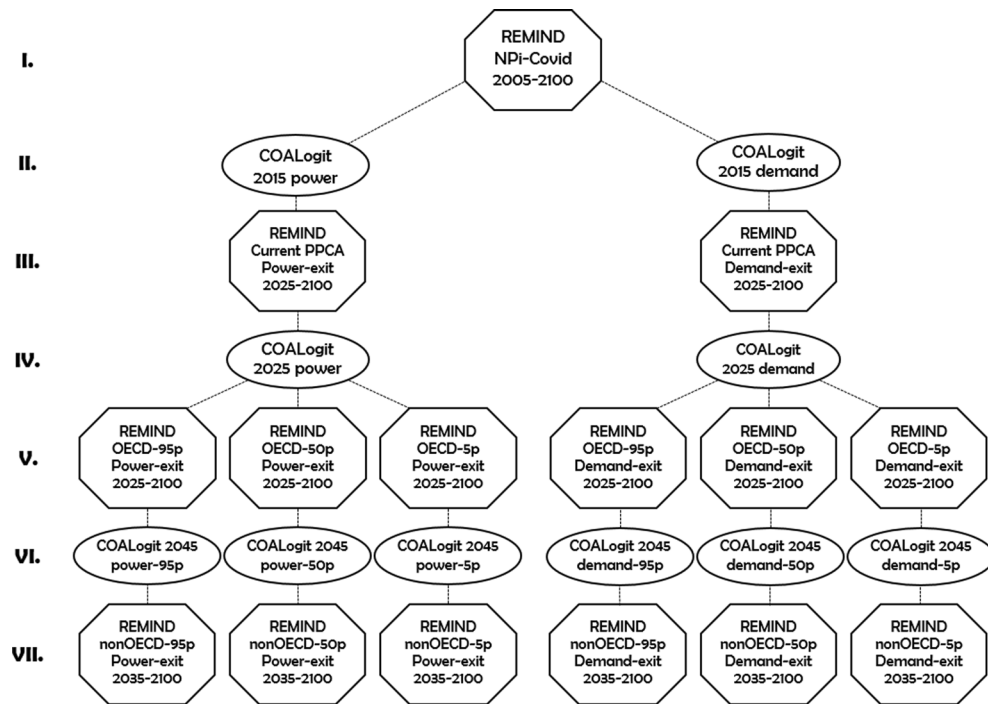 I.
REMIND
NPi-Covid
2005-2100
II.
COALogit
2015 power
COALogit
2015 demand
III.
REMIND
Current PPCA
Power-exit
2025-2100
REMIND
Current PPCA
Demand-exit
2025-2100
IV.
COALogit
2025 power
COALogit
2025 demand
V.
REMIND
OECD-95p
Power-exit
2025-2100
REMIND
OECD-50p
Power-exit
2025-2100
REMIND
OECD-5p
Power-exit
2025-2100
REMIND
OECD-95p
Demand-exit
2025-2100
REMIND
OECD-50p
Demand-exit
2025-2100
REMIND
OECD-5p
Demand-exit
2025-2100
VI.
COALogit 2045
power-95p
COALogit 2045
power-50p
COALogit 2045
power-5p
COALogit 2045
demand-95p
COALogit 2045
demand-50p
COALogit 2045
demand-5p
VII.
REMIND
nonOECD-95p
Power-exit
2035-2100
REMIND
nonOECD-50p
Power-exit
2035-2100
REMIND
nonOECD-5p
Power-exit
2035-2100
REMIND
nonOECD-95p
Demand-exit
2035-2100
REMIND
nonOECD-50p
Demand-exit
2035-2100
REMIND
nonOECD-5p
Demand-exit
2035-2100